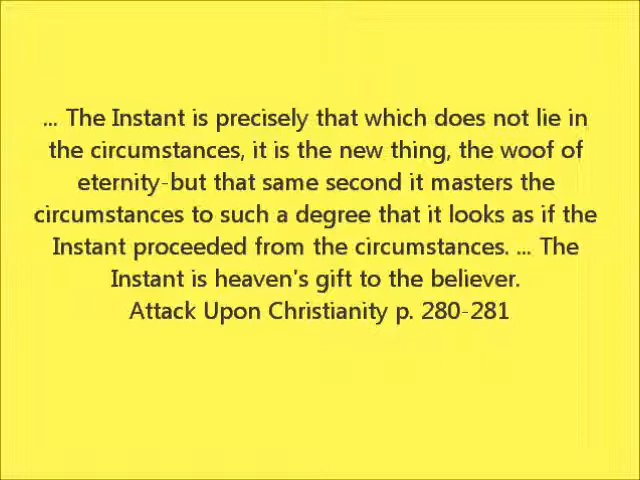 ... The Instant is precisely that which does not lie in
the circumstances, it is the new thing, the woof of
eternity-but that same second it masters the
circumstances to such a degree that it looks as if the
Instant proceeded from the circumstances. ... The
Instant is heaven's gift to the believer.
Attack Upon Christianity p. 280-281